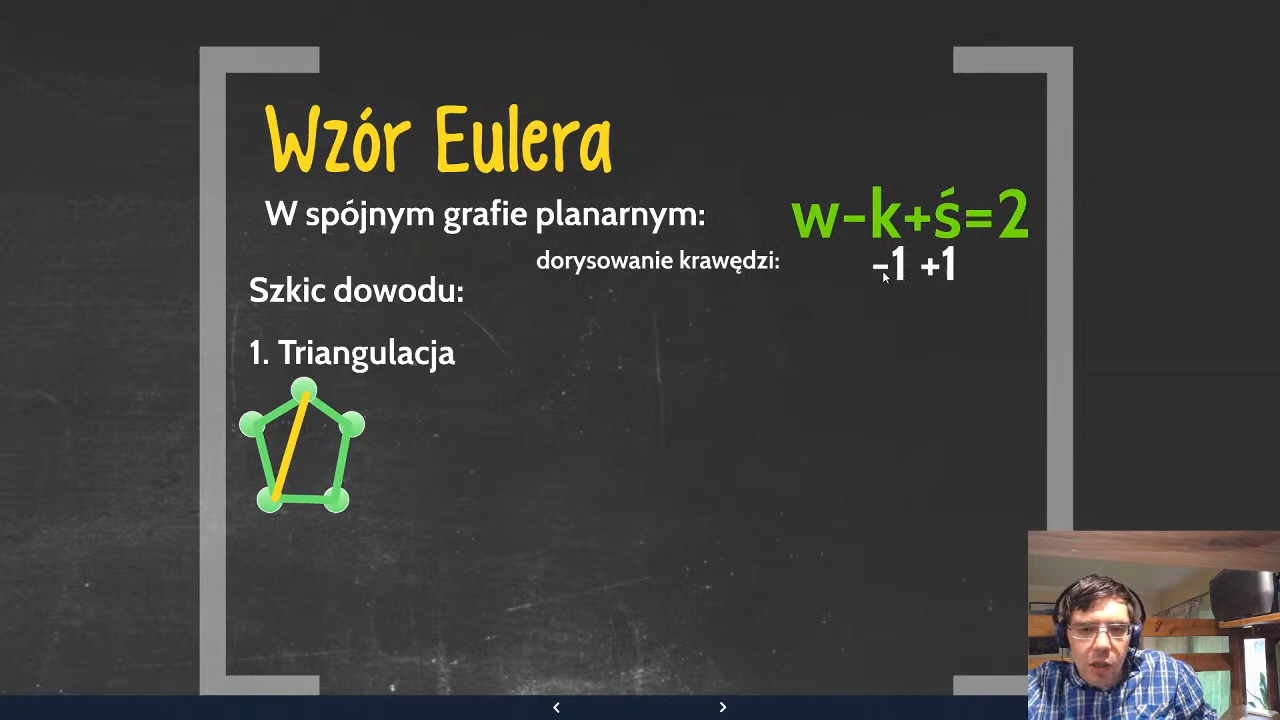 Wzór Eulera
W spójnym grafie planarnym:
w-k+ś=2
dorysowanie krawędzi:
-1 +1
Szkic dowodu:
1. Triangulacja